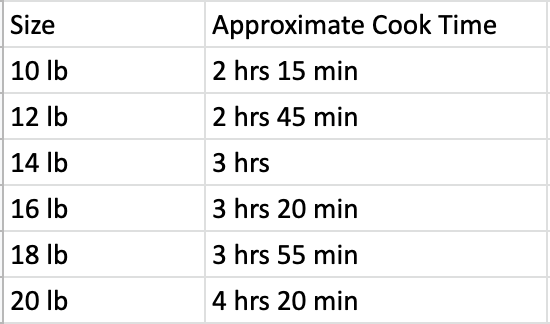 Size Approximate Cook Time
10 lb 2 hrs 15 min
12 lb 2 hrs 45 min
14 lb 3 hrs
16 lb 3 hrs 20 min
18 lb 3 hrs 55 min
20 lb 4 hrs 20 min